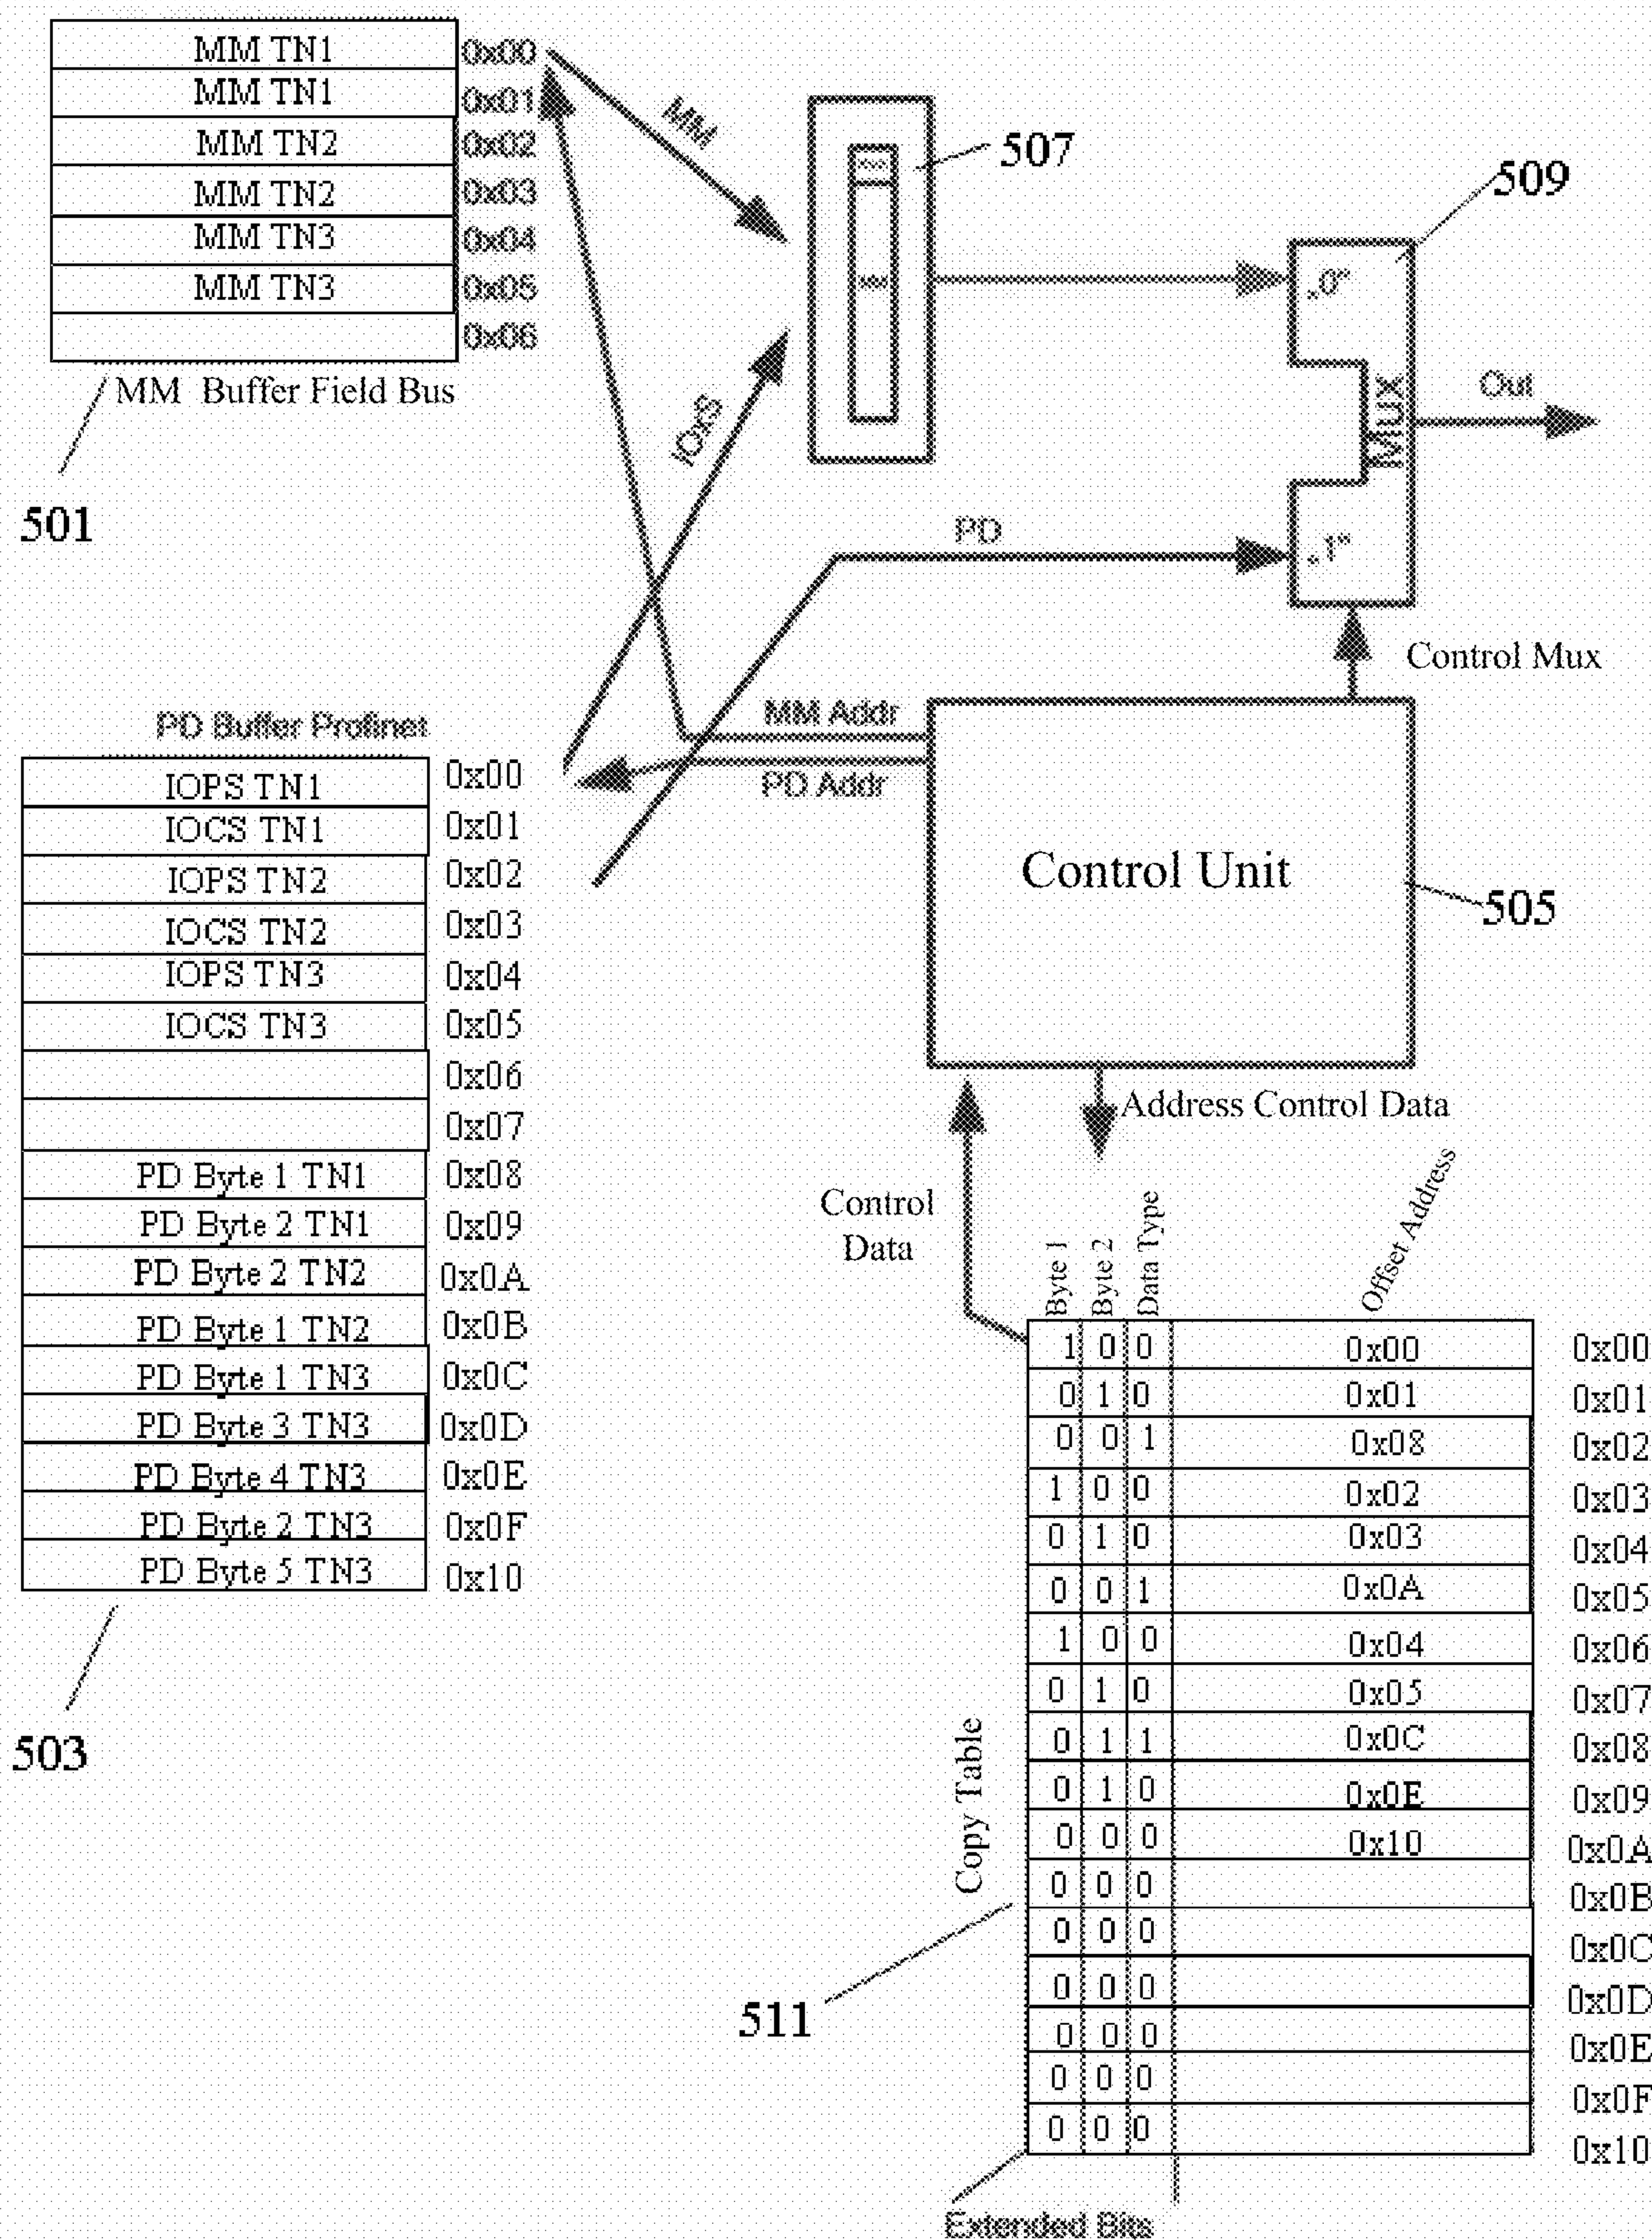 MM TN1 0x00
MM TN1 0x01
MM TN2 0x02
MM TN2 0x03
MM TN3 0x04
MM TN3 0x05
0x06
MM Buffer Field Bus
501
MM
IOxS
507
509
„0"
Mux
„1"
Out
PD
Control Mux
MM Addr
PD Addr
Control Unit
505
PD Buffer Profinet
IOPS TN1 0x00
IOCS TN1 0x01
IOPS TN2 0x02
IOCS TN2 0x03
IOPS TN3 0x04
IOCS TN3 0x05
0x06
0x07
PD Byte 1 TN1 0x08
PD Byte 2 TN1 0x09
PD Byte 2 TN2 0x0A
PD Byte 1 TN2 0x0B
PD Byte 1 TN3 0x0C
PD Byte 3 TN3 0x0D
PD Byte 4 TN3 0x0E
PD Byte 2 TN3 0x0F
PD Byte 5 TN3 0x10
503
Address Control Data
Control
Data
Byte 1
Byte 2
Data Type
Offset Address
1 0 0 0x00 0x00
0 1 0 0x01 0x01
0 0 1 0x08 0x02
1 0 0 0x02 0x03
0 1 0 0x03 0x04
0 0 1 0x0A 0x05
1 0 0 0x04 0x06
0 1 0 0x05 0x07
0 1 1 0x0C 0x08
0 1 0 0x0E 0x09
0 0 0 0x10 0x0A
0 0 0 0x0B
0 0 0 0x0C
0 0 0 0x0D
0 0 0 0x0E
0 0 0 0x0F
0 0 0 0x10
Copy Table
511
Extended Bits